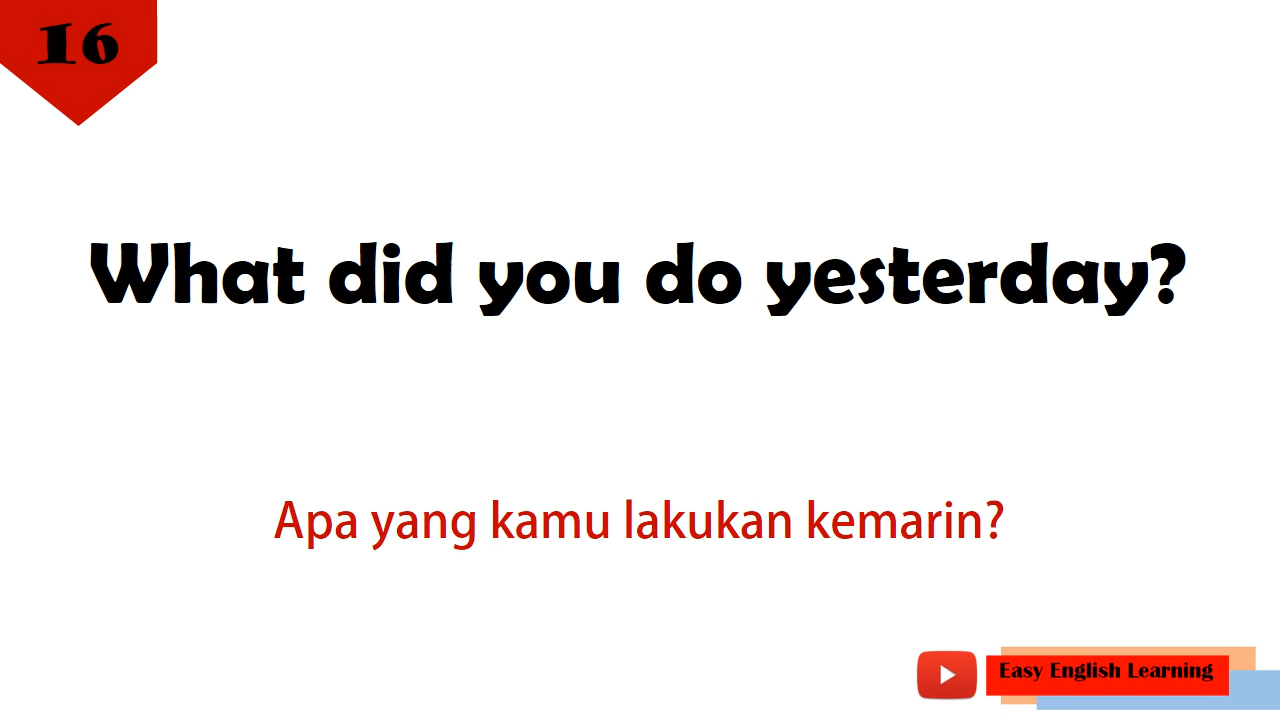 16
What did you do yesterday?
Apa yang kamu lakukan kemarin?
Easy English Learning